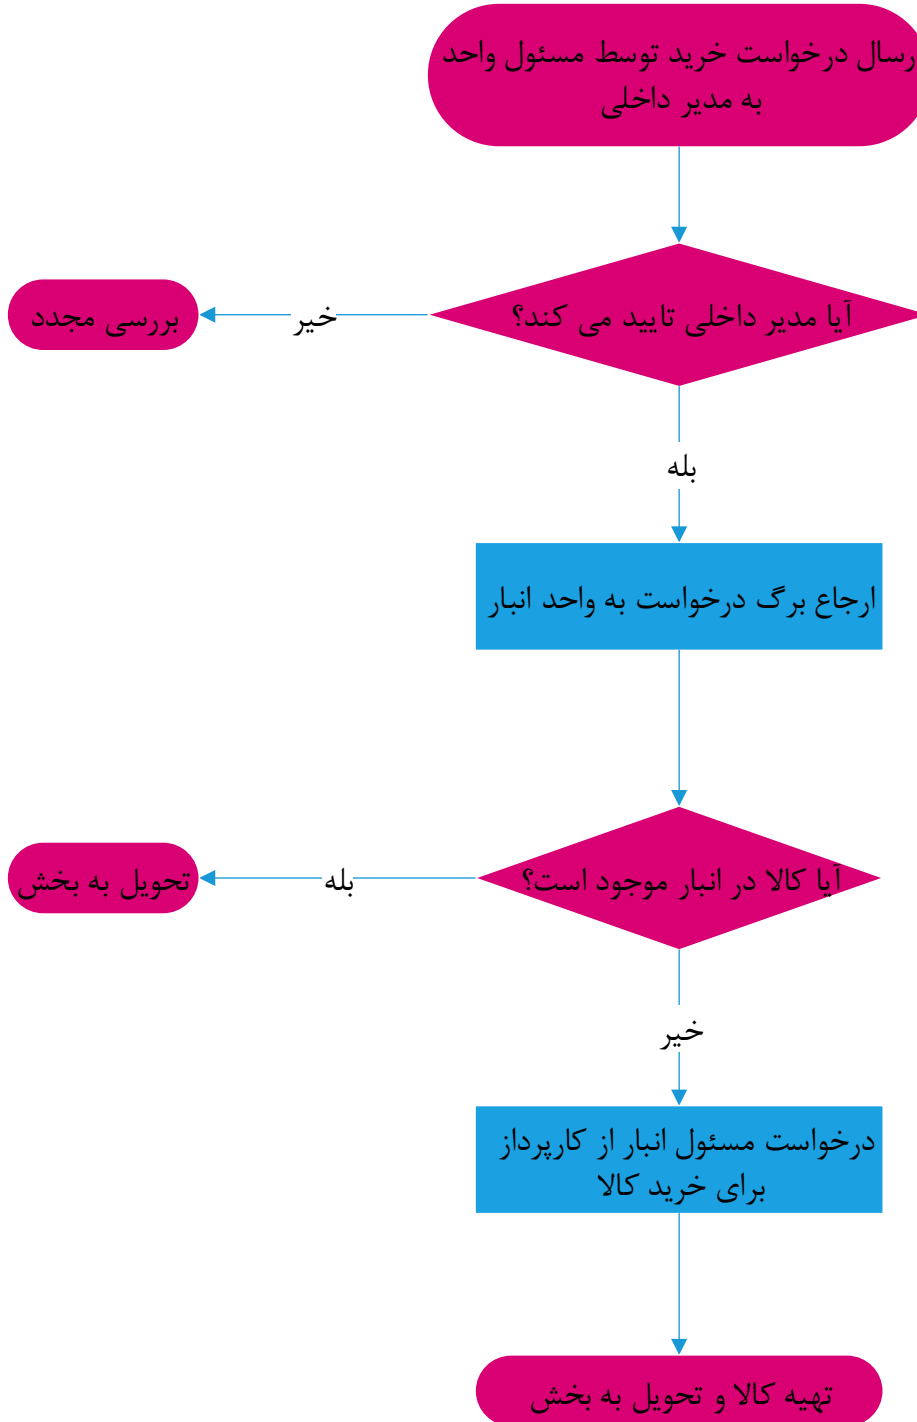 رسال درخواست خرید توسط مسئول واحد
به مدیر داخلی
آیا مدیر داخلی تایید می کند؟
خیر
بررسی مجدد
بله
ارجاع برگ درخواست به واحد انبار
آیا کالا در انبار موجود است؟
بله
تحویل به بخش
خیر
درخواست مسئول انبار از کارپرداز
برای خرید کالا
تهیه کالا و تحویل به بخش